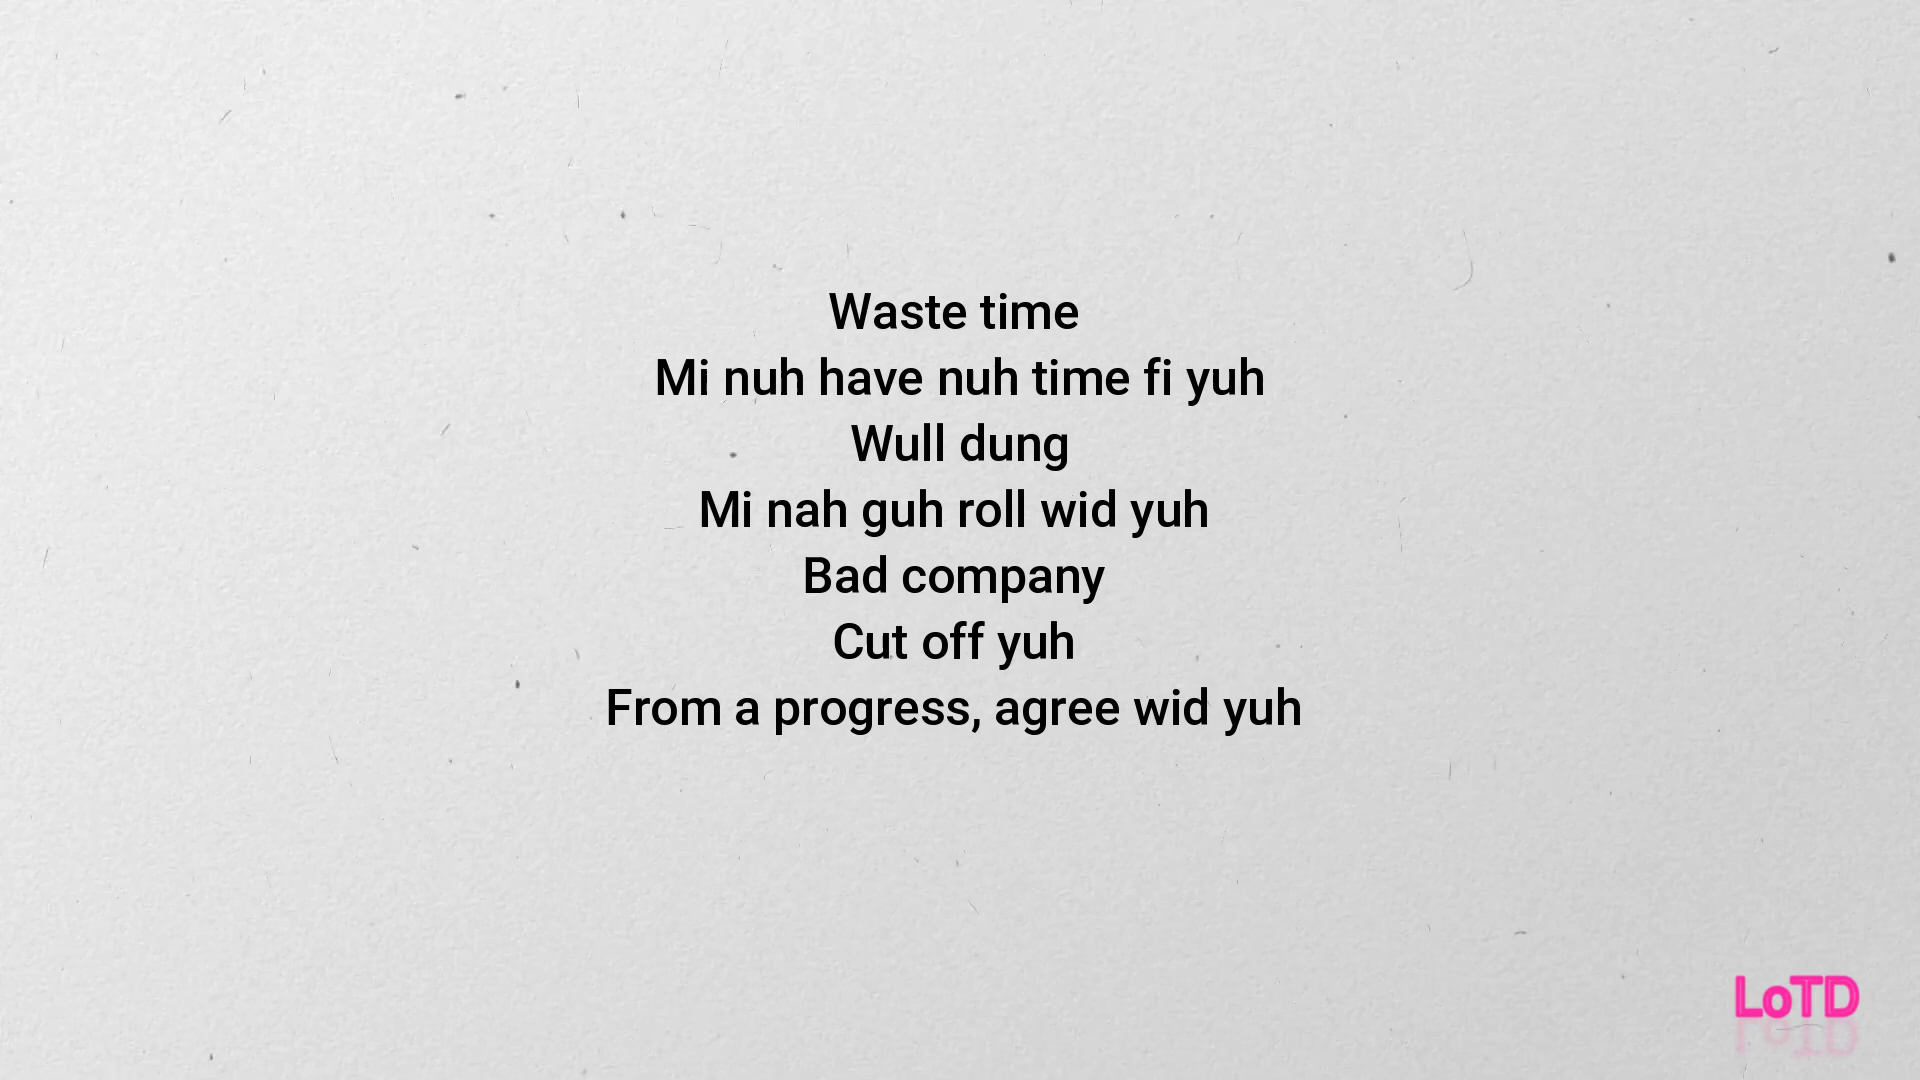 Waste time
Mi nuh have nuh time fi yuh
Wull dung
Mi nah guh roll wid yuh
Bad company
Cut off yuh
From a progress, agree wid yuh
LoTD